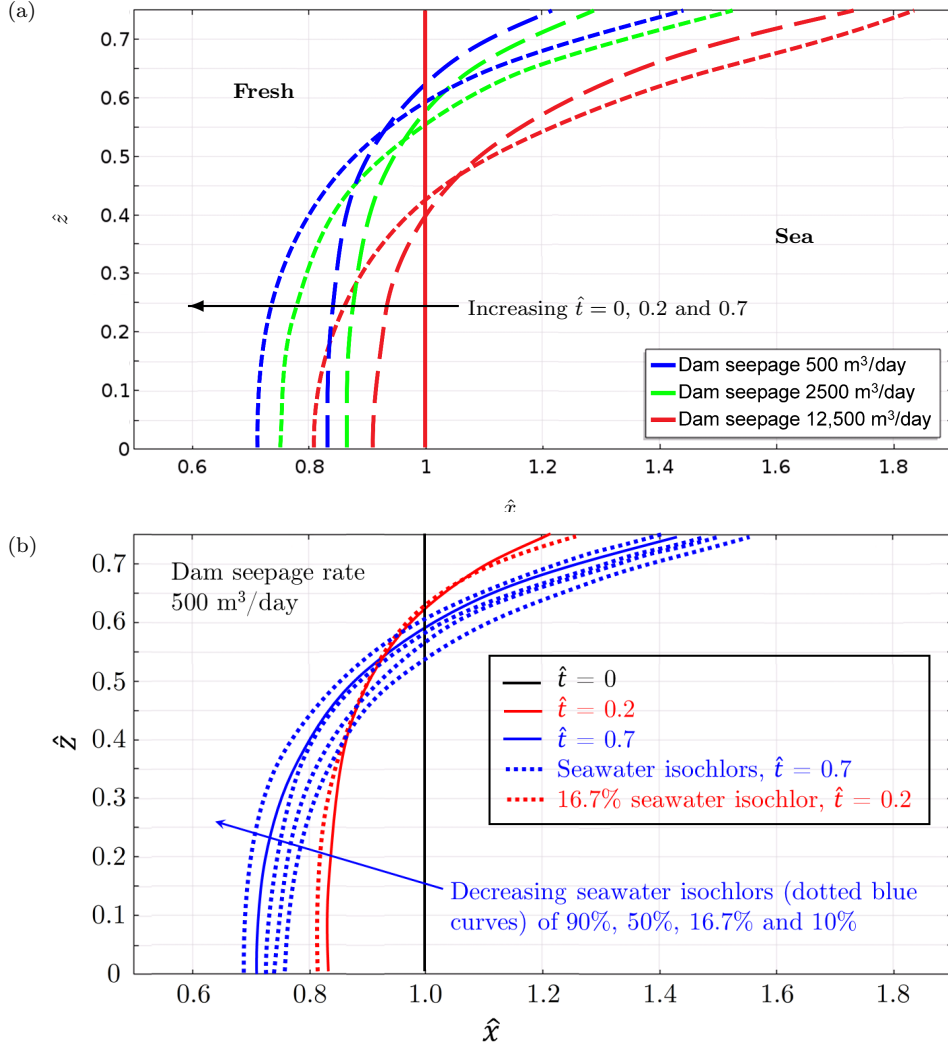 (a)
0.7
0.6
0.5
0.4
0.3
0.2
0.1
0
ẑ
Fresh
Sea
Increasing t̂ = 0, 0.2 and 0.7
Dam seepage 500 m³/day
Dam seepage 2500 m³/day
Dam seepage 12,500 m³/day
0.6 0.8 1 1.2 1.4 1.6 1.8
x̂
(b)
0.7
0.6
0.5
0.4
0.3
0.2
0.1
0
ẑ
Dam seepage rate
500 m³/day
t̂ = 0
t̂ = 0.2
t̂ = 0.7
Seawater isochlors, t̂ = 0.7
16.7% seawater isochlor, t̂ = 0.2
Decreasing seawater isochlors (dotted blue
curves) of 90%, 50%, 16.7% and 10%
0.6 0.8 1.0 1.2 1.4 1.6 1.8
x̂